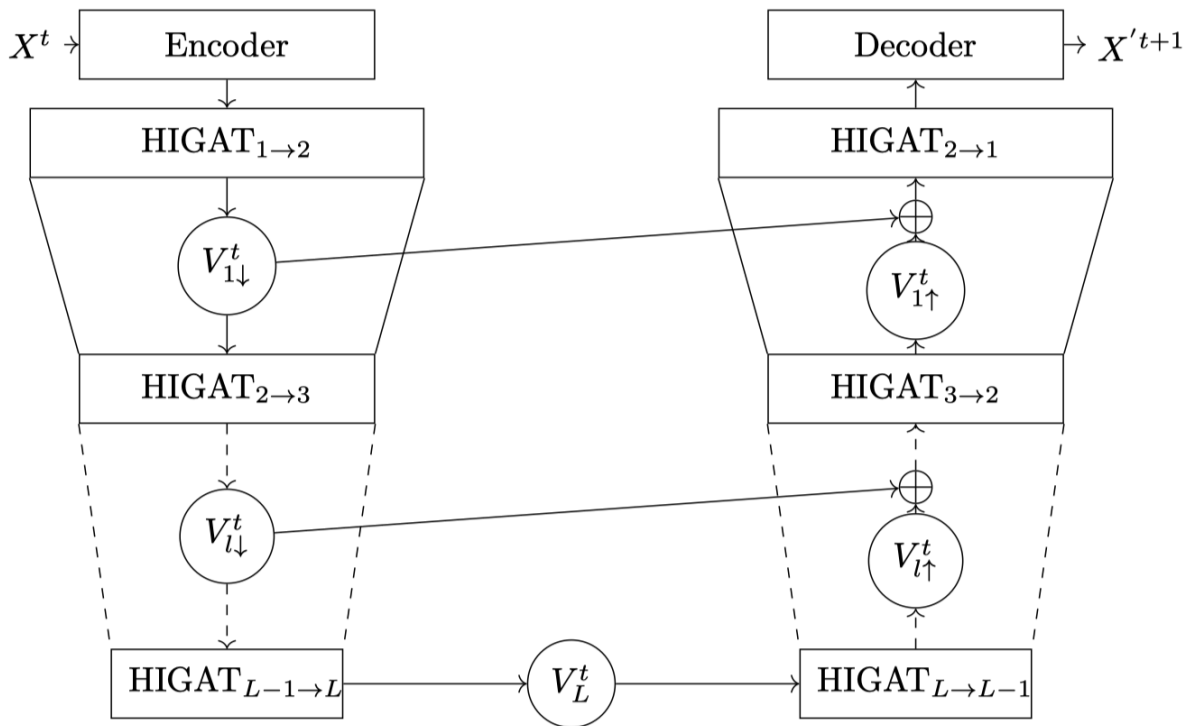 X^t Encoder Decoder X'^{t+1}
HIGAT_{1→2} HIGAT_{2→1}
V^t_{1↓} V^t_{1↑}
HIGAT_{2→3} HIGAT_{3→2}
V^t_{l↓} V^t_{l↑}
HIGAT_{L−1→L} V^t_L HIGAT_{L→L−1}